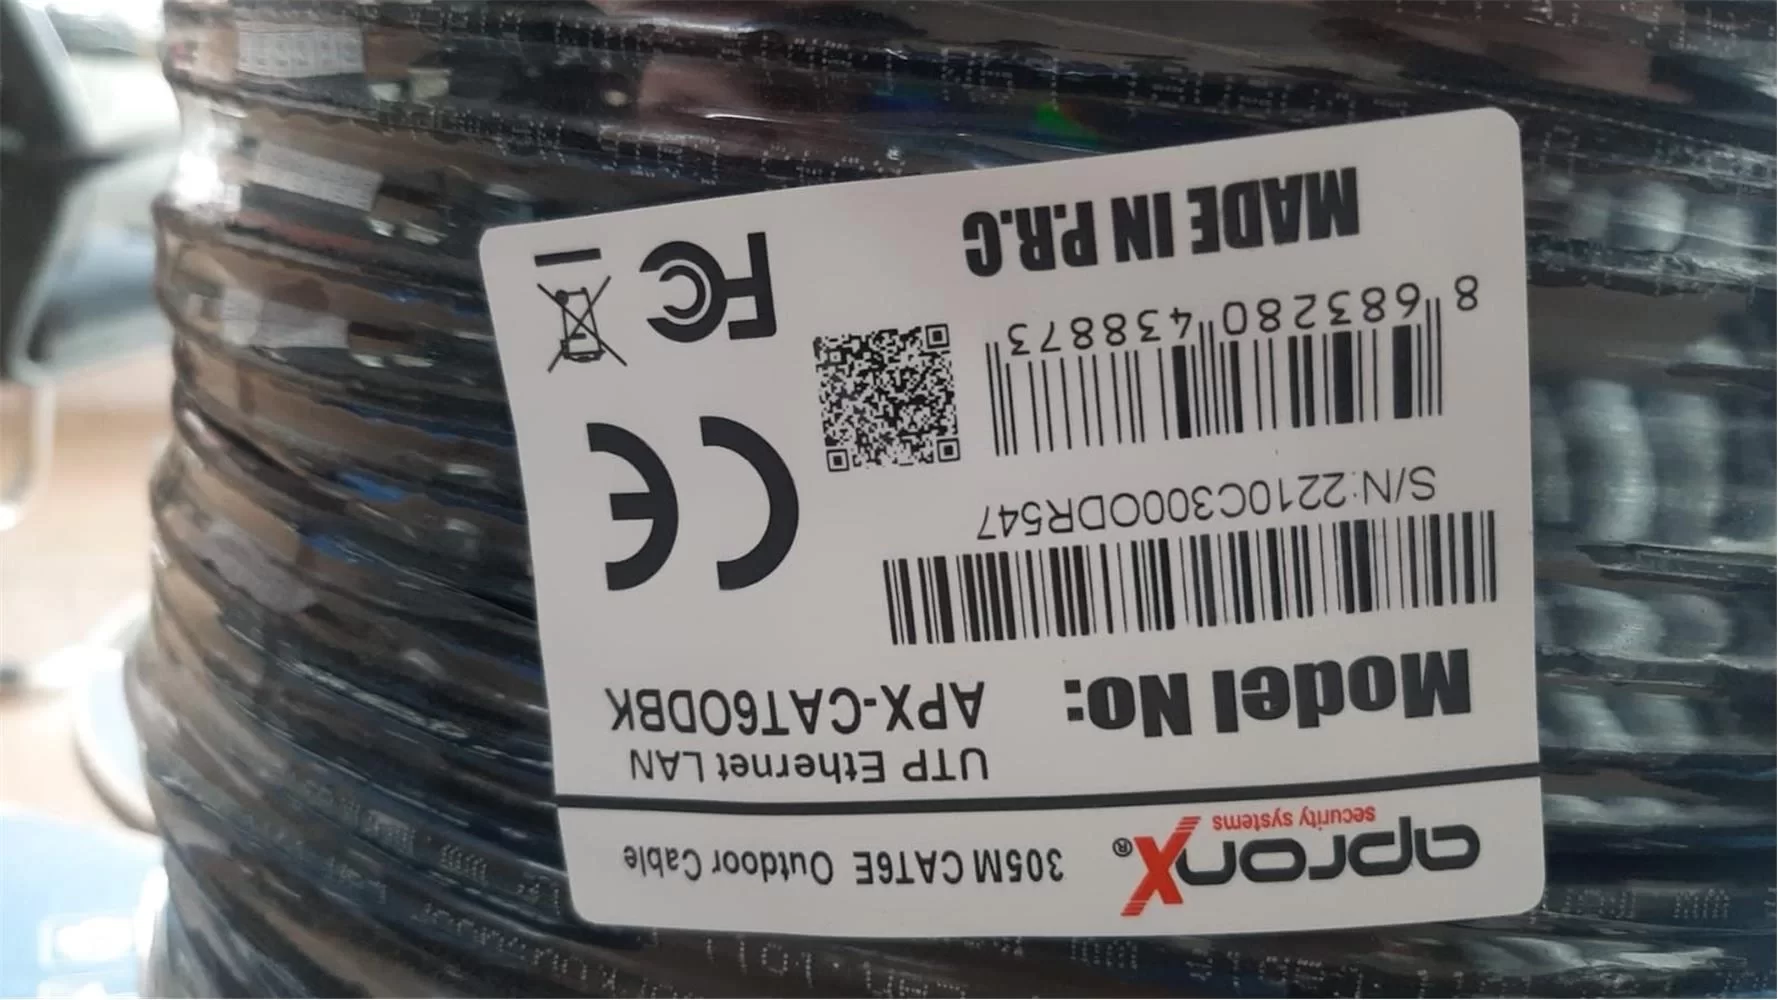 apronX®
security systems
305M CAT6E Outdoor Cable
UTP Ethernet LAN
Model No: APX-CAT6ODBK
S/N:2210C3000DR547
8 683280 438873
MADE IN P.R.C
FC
CE